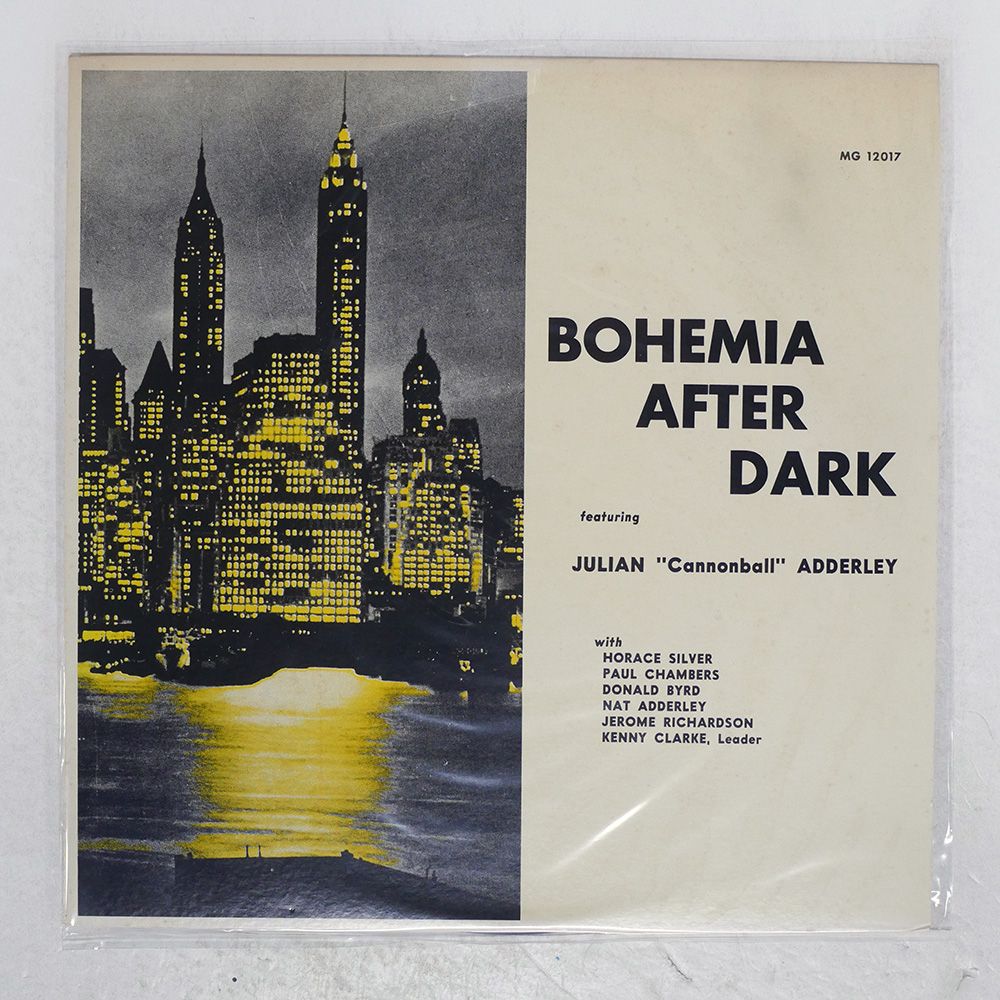 MG 12017
BOHEMIA
AFTER
DARK
featuring
JULIAN "Cannonball" ADDERLEY
with
HORACE SILVER
PAUL CHAMBERS
DONALD BYRD
NAT ADDERLEY
JEROME RICHARDSON
KENNY CLARKE, Leader